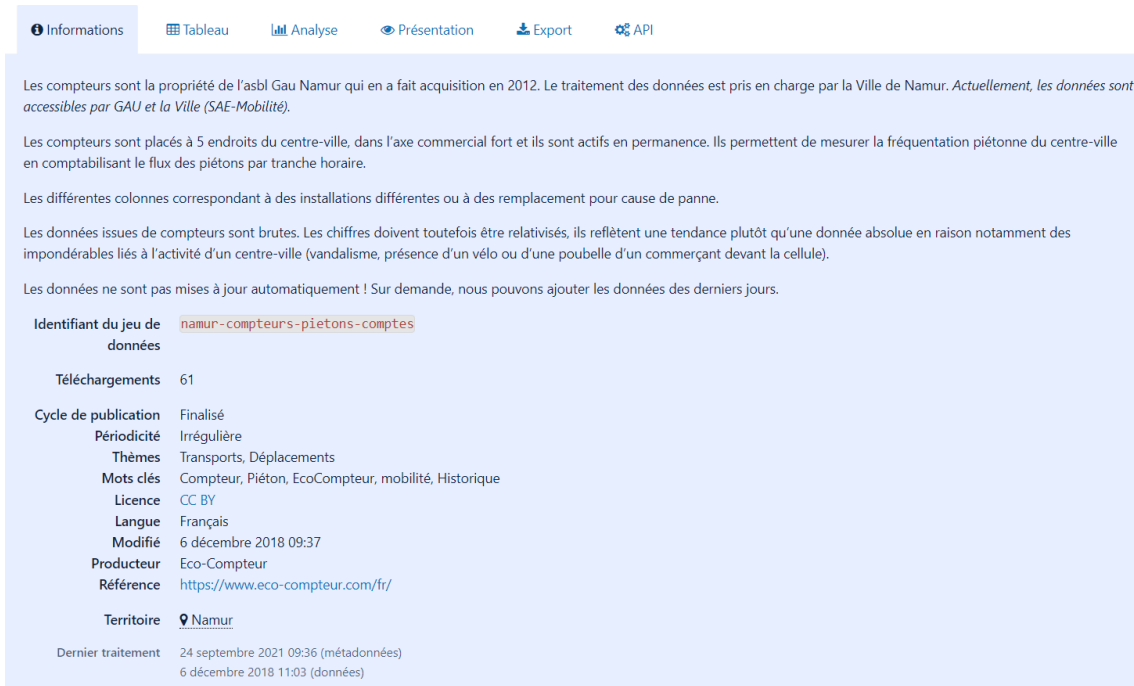 Informations Tableau Analyse Présentation Export API
Les compteurs sont la propriété de l'asbl Gau Namur qui en a fait acquisition en 2012. Le traitement des données est pris en charge par la Ville de Namur. Actuellement, les données sont
accessibles par GAU et la Ville (SAE-Mobilité).
Les compteurs sont placés à 5 endroits du centre-ville, dans l'axe commercial fort et ils sont actifs en permanence. Ils permettent de mesurer la fréquentation piétonne du centre-ville
en comptabilisant le flux des piétons par tranche horaire.
Les différentes colonnes correspondant à des installations différentes ou à des remplacement pour cause de panne.
Les données issues de compteurs sont brutes. Les chiffres doivent toutefois être relativisés, ils reflètent une tendance plutôt qu'une donnée absolue en raison notamment des
impondérables liés à l'activité d'un centre-ville (vandalisme, présence d'un vélo ou d'une poubelle d'un commerçant devant la cellule).
Les données ne sont pas mises à jour automatiquement ! Sur demande, nous pouvons ajouter les données des derniers jours.
Identifiant du jeu de namur-compteurs-pietons-comptes
données
Téléchargements 61
Cycle de publication Finalisé
Périodicité Irrégulière
Thèmes Transports, Déplacements
Mots clés Compteur, Piéton, EcoCompteur, mobilité, Historique
Licence CC BY
Langue Français
Modifié 6 décembre 2018 09:37
Producteur Eco-Compteur
Référence https://www.eco-compteur.com/fr/
Territoire Namur
Dernier traitement 24 septembre 2021 09:36 (métadonnées)
6 décembre 2018 11:03 (données)